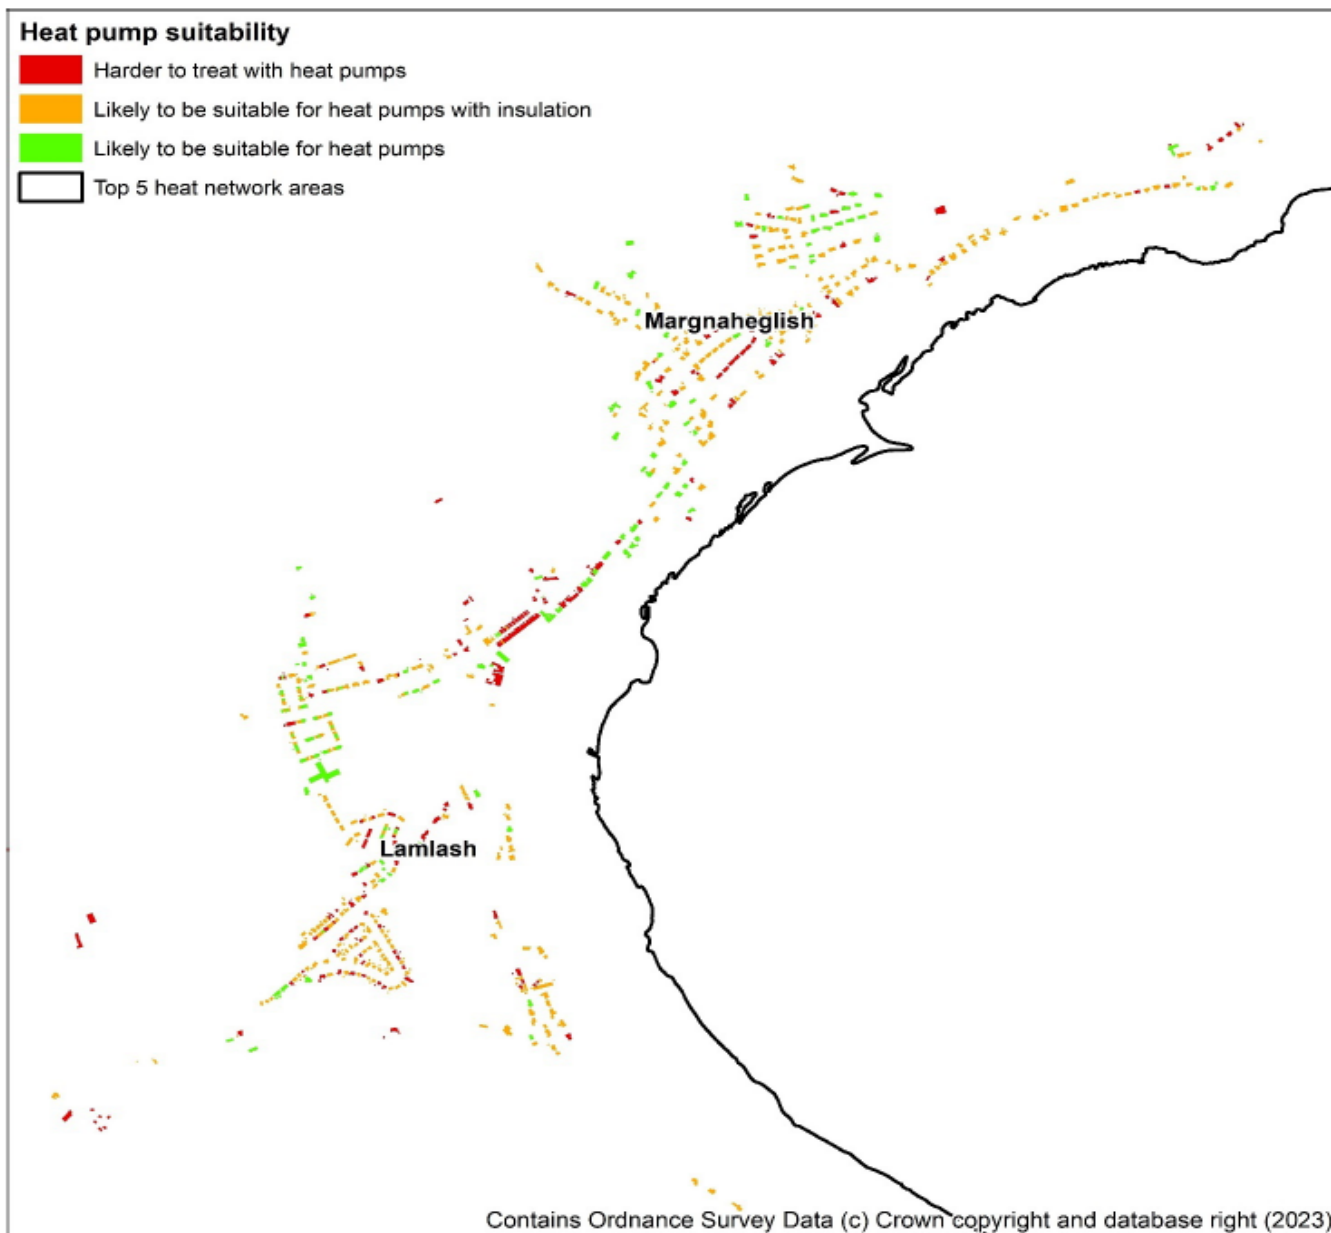 Heat pump suitability
Harder to treat with heat pumps
Likely to be suitable for heat pumps with insulation
Likely to be suitable for heat pumps
Top 5 heat network areas
Margnaheglish
Lamlash
Contains Ordnance Survey Data (c) Crown copyright and database right (2023)